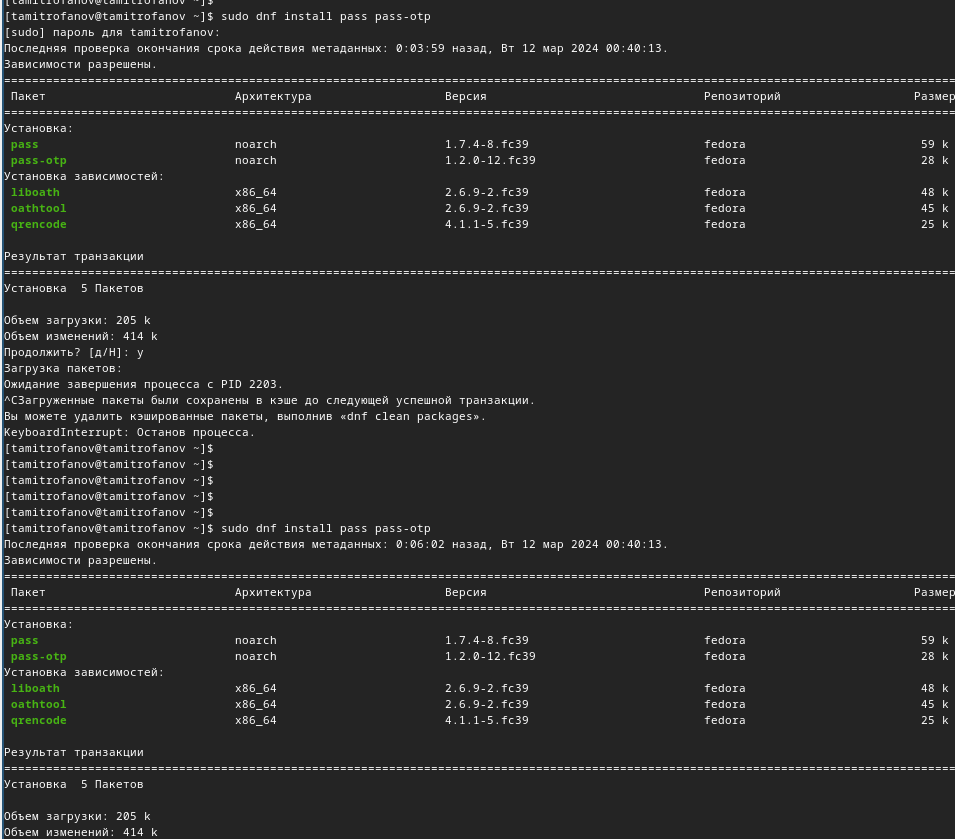 [tamitrofanov@tamitrofanov ~]$
[tamitrofanov@tamitrofanov ~]$ sudo dnf install pass pass-otp
[sudo] пароль для tamitrofanov:
Последняя проверка окончания срока действия метаданных: 0:03:59 назад, Вт 12 мар 2024 00:40:13.
Зависимости разрешены.
================================================================================
Пакет Архитектура Версия Репозиторий Размер
================================================================================
Установка:
pass noarch 1.7.4-8.fc39 fedora 59 k
pass-otp noarch 1.2.0-12.fc39 fedora 28 k
Установка зависимостей:
liboath x86_64 2.6.9-2.fc39 fedora 48 k
oathtool x86_64 2.6.9-2.fc39 fedora 45 k
qrencode x86_64 4.1.1-5.fc39 fedora 25 k
Результат транзакции
================================================================================
Установка  5 Пакетов
Объем загрузки: 205 k
Объем изменений: 414 k
Продолжить? [д/Н]: y
Загрузка пакетов:
Ожидание завершения процесса с PID 2203.
^CЗагруженные пакеты были сохранены в кэше до следующей успешной транзакции.
Вы можете удалить кэшированные пакеты, выполнив «dnf clean packages».
KeyboardInterrupt: Останов процесса.
[tamitrofanov@tamitrofanov ~]$
[tamitrofanov@tamitrofanov ~]$
[tamitrofanov@tamitrofanov ~]$
[tamitrofanov@tamitrofanov ~]$
[tamitrofanov@tamitrofanov ~]$
[tamitrofanov@tamitrofanov ~]$ sudo dnf install pass pass-otp
Последняя проверка окончания срока действия метаданных: 0:06:02 назад, Вт 12 мар 2024 00:40:13.
Зависимости разрешены.
================================================================================
Пакет Архитектура Версия Репозиторий Размер
================================================================================
Установка:
pass noarch 1.7.4-8.fc39 fedora 59 k
pass-otp noarch 1.2.0-12.fc39 fedora 28 k
Установка зависимостей:
liboath x86_64 2.6.9-2.fc39 fedora 48 k
oathtool x86_64 2.6.9-2.fc39 fedora 45 k
qrencode x86_64 4.1.1-5.fc39 fedora 25 k
Результат транзакции
================================================================================
Установка  5 Пакетов
Объем загрузки: 205 k
Объем изменений: 414 k